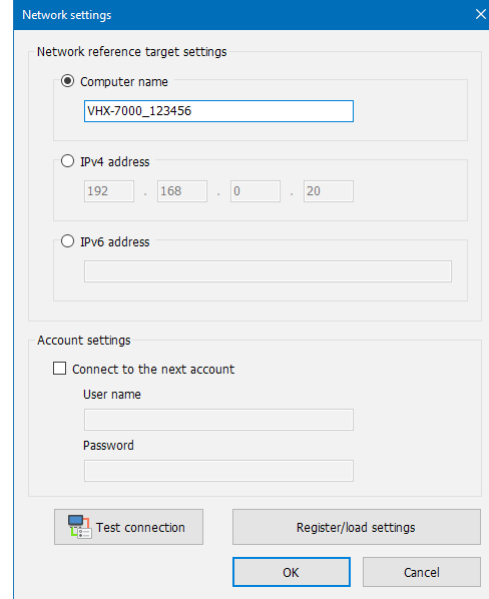 Network settings
Network reference target settings
Computer name
VHX-7000_123456
IPv4 address
192 . 168 . 0 . 20
IPv6 address
Account settings
Connect to the next account
User name
Password
Test connection Register/load settings
OK Cancel